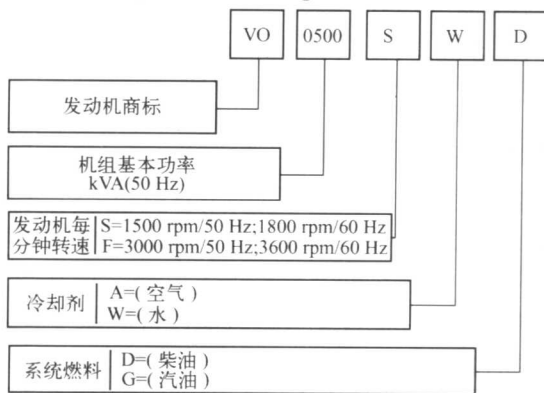 VO 0500 S W D
发动机商标
机组基本功率
kVA(50 Hz)
发动机每 S=1500 rpm/50 Hz;1800 rpm/60 Hz
分钟转速 F=3000 rpm/50 Hz;3600 rpm/60 Hz
冷却剂 A=( 空气 )
W=( 水 )
系统燃料 D=( 柴油 )
G=( 汽油 )